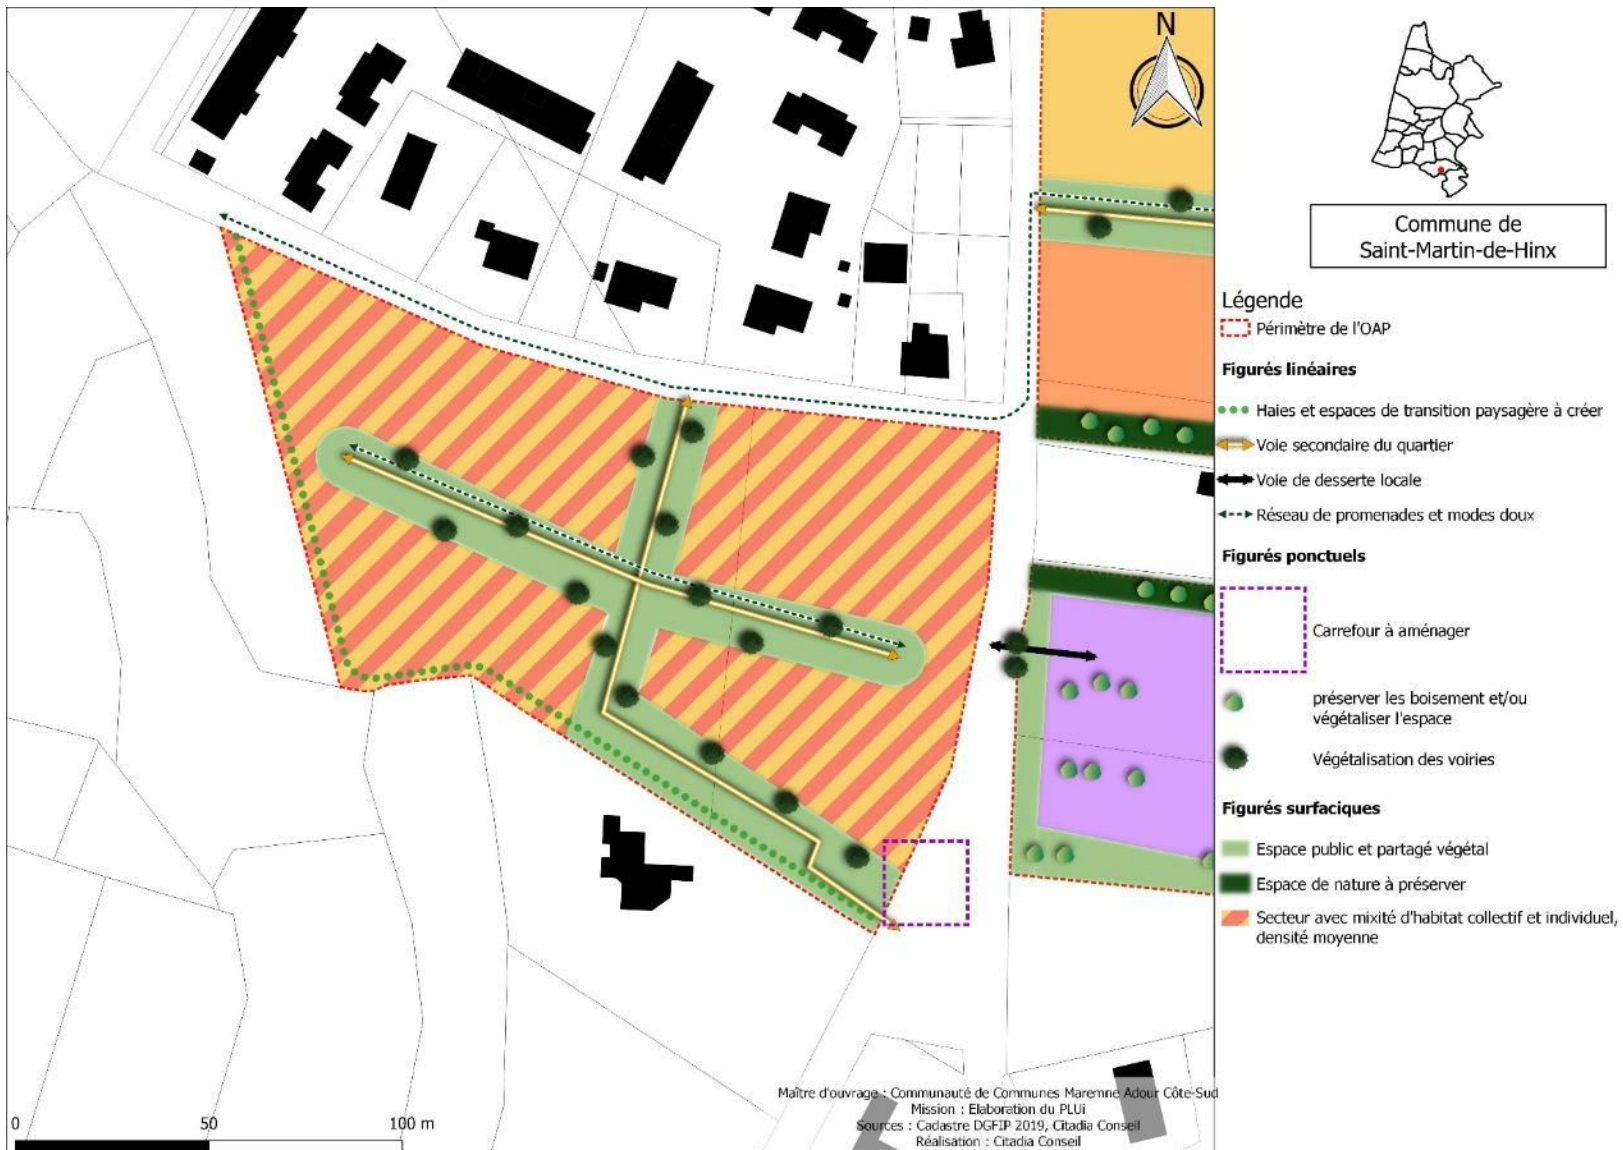 N
Commune de
Saint-Martin-de-Hinx
Légende
Périmètre de l'OAP
Figurés linéaires
Haies et espaces de transition paysagère à créer
Voie secondaire du quartier
Voie de desserte locale
Réseau de promenades et modes doux
Figurés ponctuels
Carrefour à aménager
préserver les boisement et/ou
végétaliser l'espace
Végétalisation des voiries
Figurés surfaciques
Espace public et partagé végétal
Espace de nature à préserver
Secteur avec mixité d'habitat collectif et individuel,
densité moyenne
Maître d'ouvrage : Communauté de Communes Maremne Adour Côte-Sud
Mission : Elaboration du PLUi
Sources : Cadastre DGFIP 2019, Citadia Conseil
Réalisation : Citadia Conseil
0 50 100 m